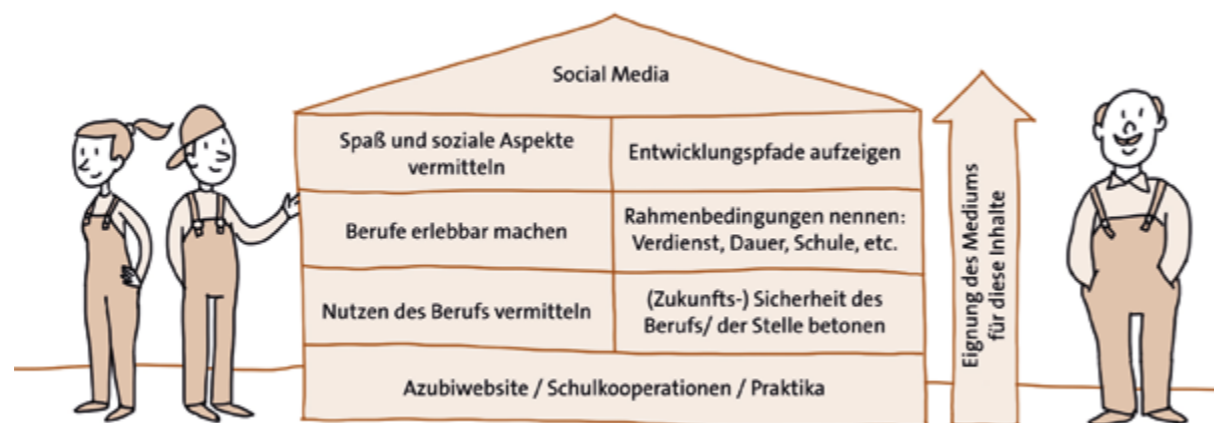 Social Media
Spaß und soziale Aspekte
vermitteln
Entwicklungspfade aufzeigen
Berufe erlebbar machen
Rahmenbedingungen nennen:
Verdienst, Dauer, Schule, etc.
Nutzen des Berufs vermitteln
(Zukunfts-) Sicherheit des
Berufs/ der Stelle betonen
Azubiwebsite / Schulkooperationen / Praktika
Eignung des Mediums
für diese Inhalte